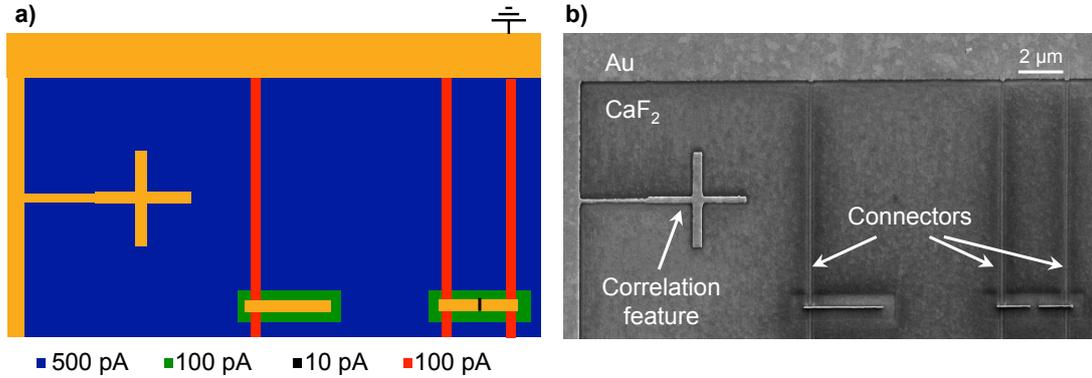 a)
500 pA
100 pA
10 pA
100 pA
b)
Au
2 µm
CaF₂
Connectors
Correlation
feature